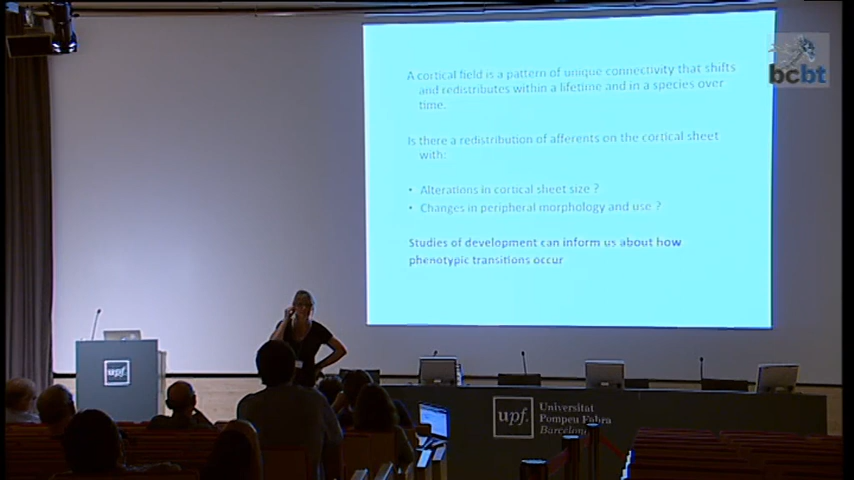 A cortical field is a pattern of unique connectivity that shifts
and redistributes within a lifetime and in a species over
time.
Is there a redistribution of afferents on the cortical sheet
with:
• Alterations in cortical sheet size ?
• Changes in peripheral morphology and use ?
Studies of development can inform us about how
phenotypic transitions occur
bcbt
upf.
upf.
Universitat
Pompeu Fabra
Barcelona